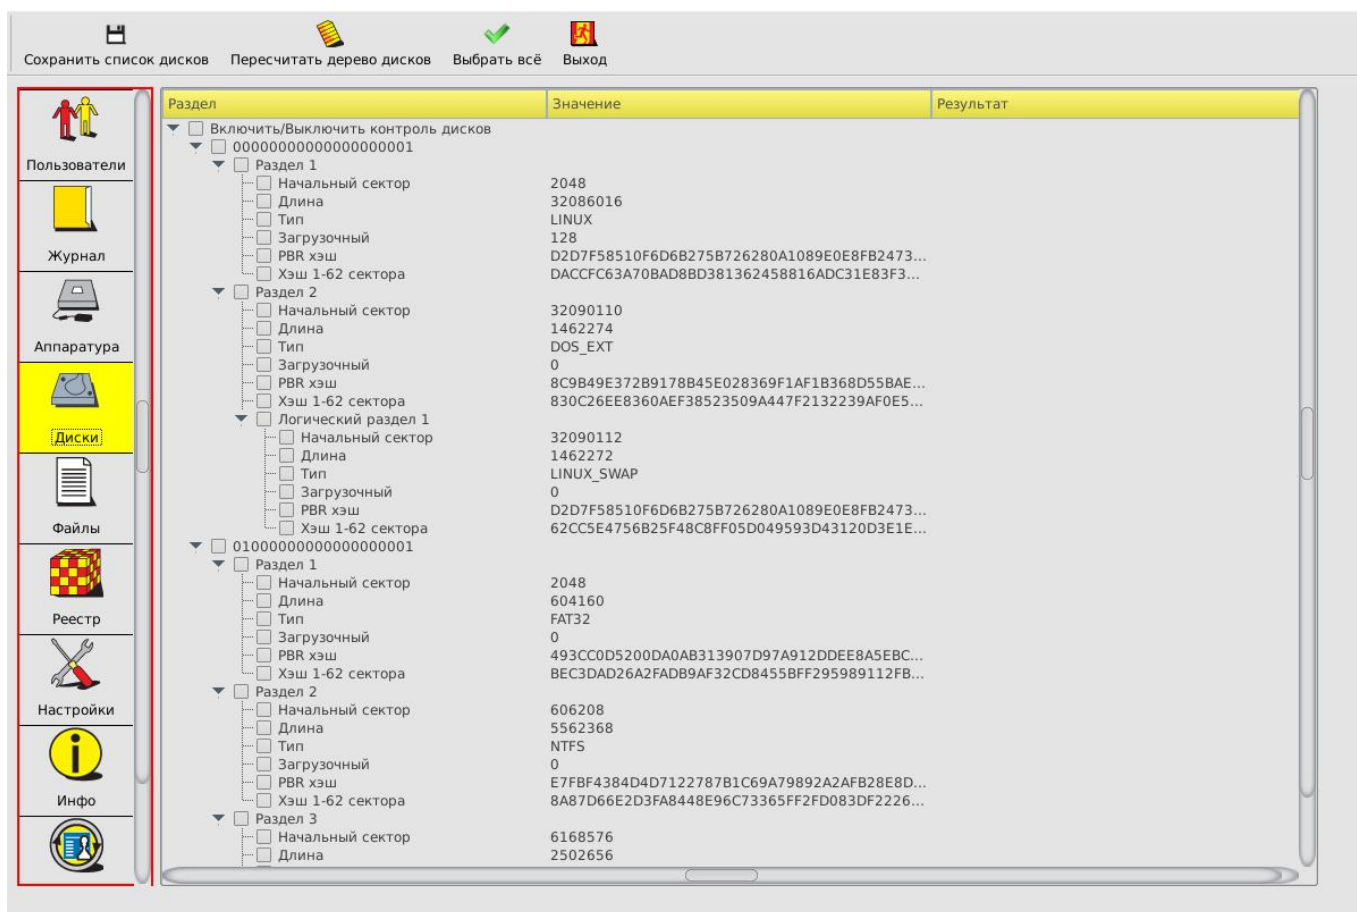 Сохранить список дисков Пересчитать дерево дисков Выбрать всё Выход
Пользователи
Журнал
Аппаратура
Диски
Файлы
Реестр
Настройки
Инфо
Раздел Значение Результат
Включить/Выключить контроль дисков
00000000000000000001
Раздел 1
Начальный сектор 2048
Длина 32086016
Тип LINUX
Загрузочный 128
PBR хэш D2D7F58510F6D6B275B726280A1089E0E8FB2473...
Хэш 1-62 сектора DACCFC63A70BAD8BD381362458816ADC31E83F3...
Раздел 2
Начальный сектор 32090110
Длина 1462274
Тип DOS_EXT
Загрузочный 0
PBR хэш 8C9B49E372B9178B45E028369F1AF1B368D55BAE...
Хэш 1-62 сектора 830C26EE8360AEF38523509A447F2132239AF0E5...
Логический раздел 1
Начальный сектор 32090112
Длина 1462272
Тип LINUX_SWAP
Загрузочный 0
PBR хэш D2D7F58510F6D6B275B726280A1089E0E8FB2473...
Хэш 1-62 сектора 62CC5E4756B25F48C8FF05D049593D43120D3E1E...
01000000000000000001
Раздел 1
Начальный сектор 2048
Длина 604160
Тип FAT32
Загрузочный 0
PBR хэш 493CC0D5200DA0AB313907D97A912DDEE8A5EBC...
Хэш 1-62 сектора BEC3DAD26A2FADB9AF32CD8455BFF295989112FB...
Раздел 2
Начальный сектор 606208
Длина 5562368
Тип NTFS
Загрузочный 0
PBR хэш E7FBF4384D4D7122787B1C69A79892A2AFB28E8D...
Хэш 1-62 сектора 8A87D66E2D3FA8448E96C73365FF2FD083DF2226...
Раздел 3
Начальный сектор 6168576
Длина 2502656